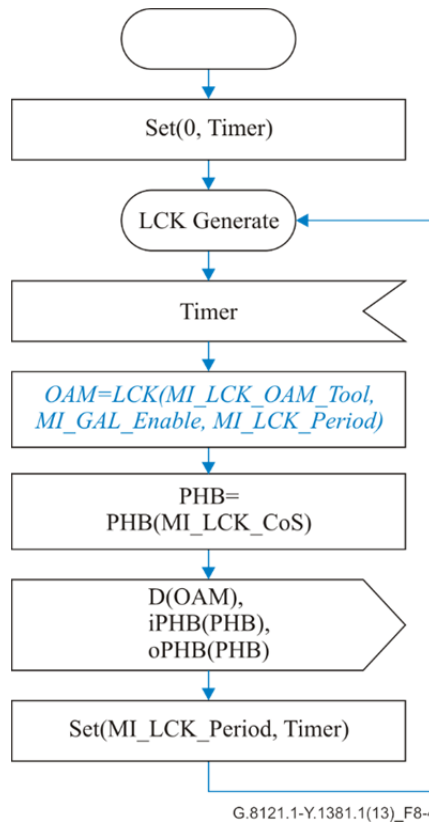 Set(0, Timer)
LCK Generate
Timer
OAM=LCK(MI_LCK_OAM_Tool,
MI_GAL_Enable, MI_LCK_Period)
PHB=
PHB(MI_LCK_CoS)
D(OAM),
iPHB(PHB),
oPHB(PHB)
Set(MI_LCK_Period, Timer)
G.8121.1-Y.1381.1(13)_F8-